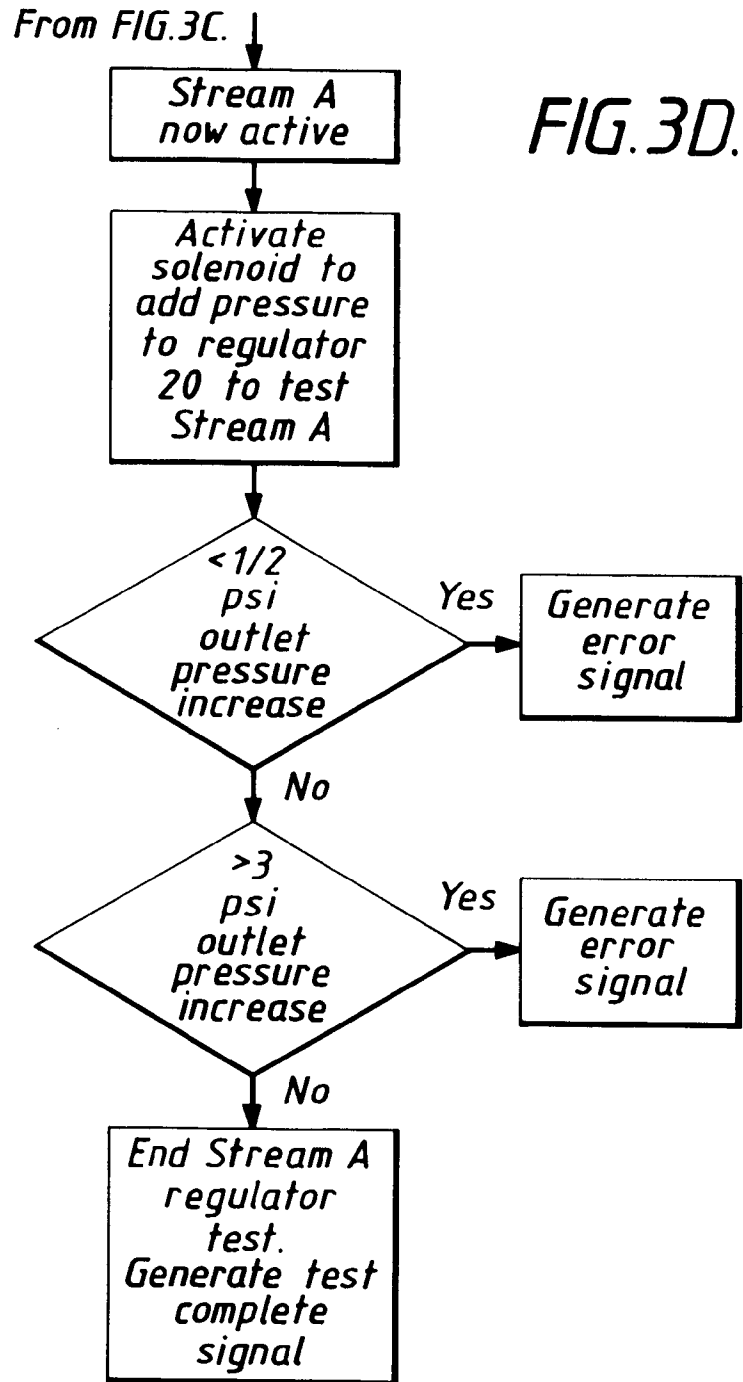 From FIG.3C.
FIG.3D.
Stream A
now active
Activate
solenoid to
add pressure
to regulator
20 to test
Stream A
<1/2
psi
outlet
pressure
increase
Yes
Generate
error
signal
No
>3
psi
outlet
pressure
increase
Yes
Generate
error
signal
No
End Stream A
regulator
test.
Generate test
complete
signal